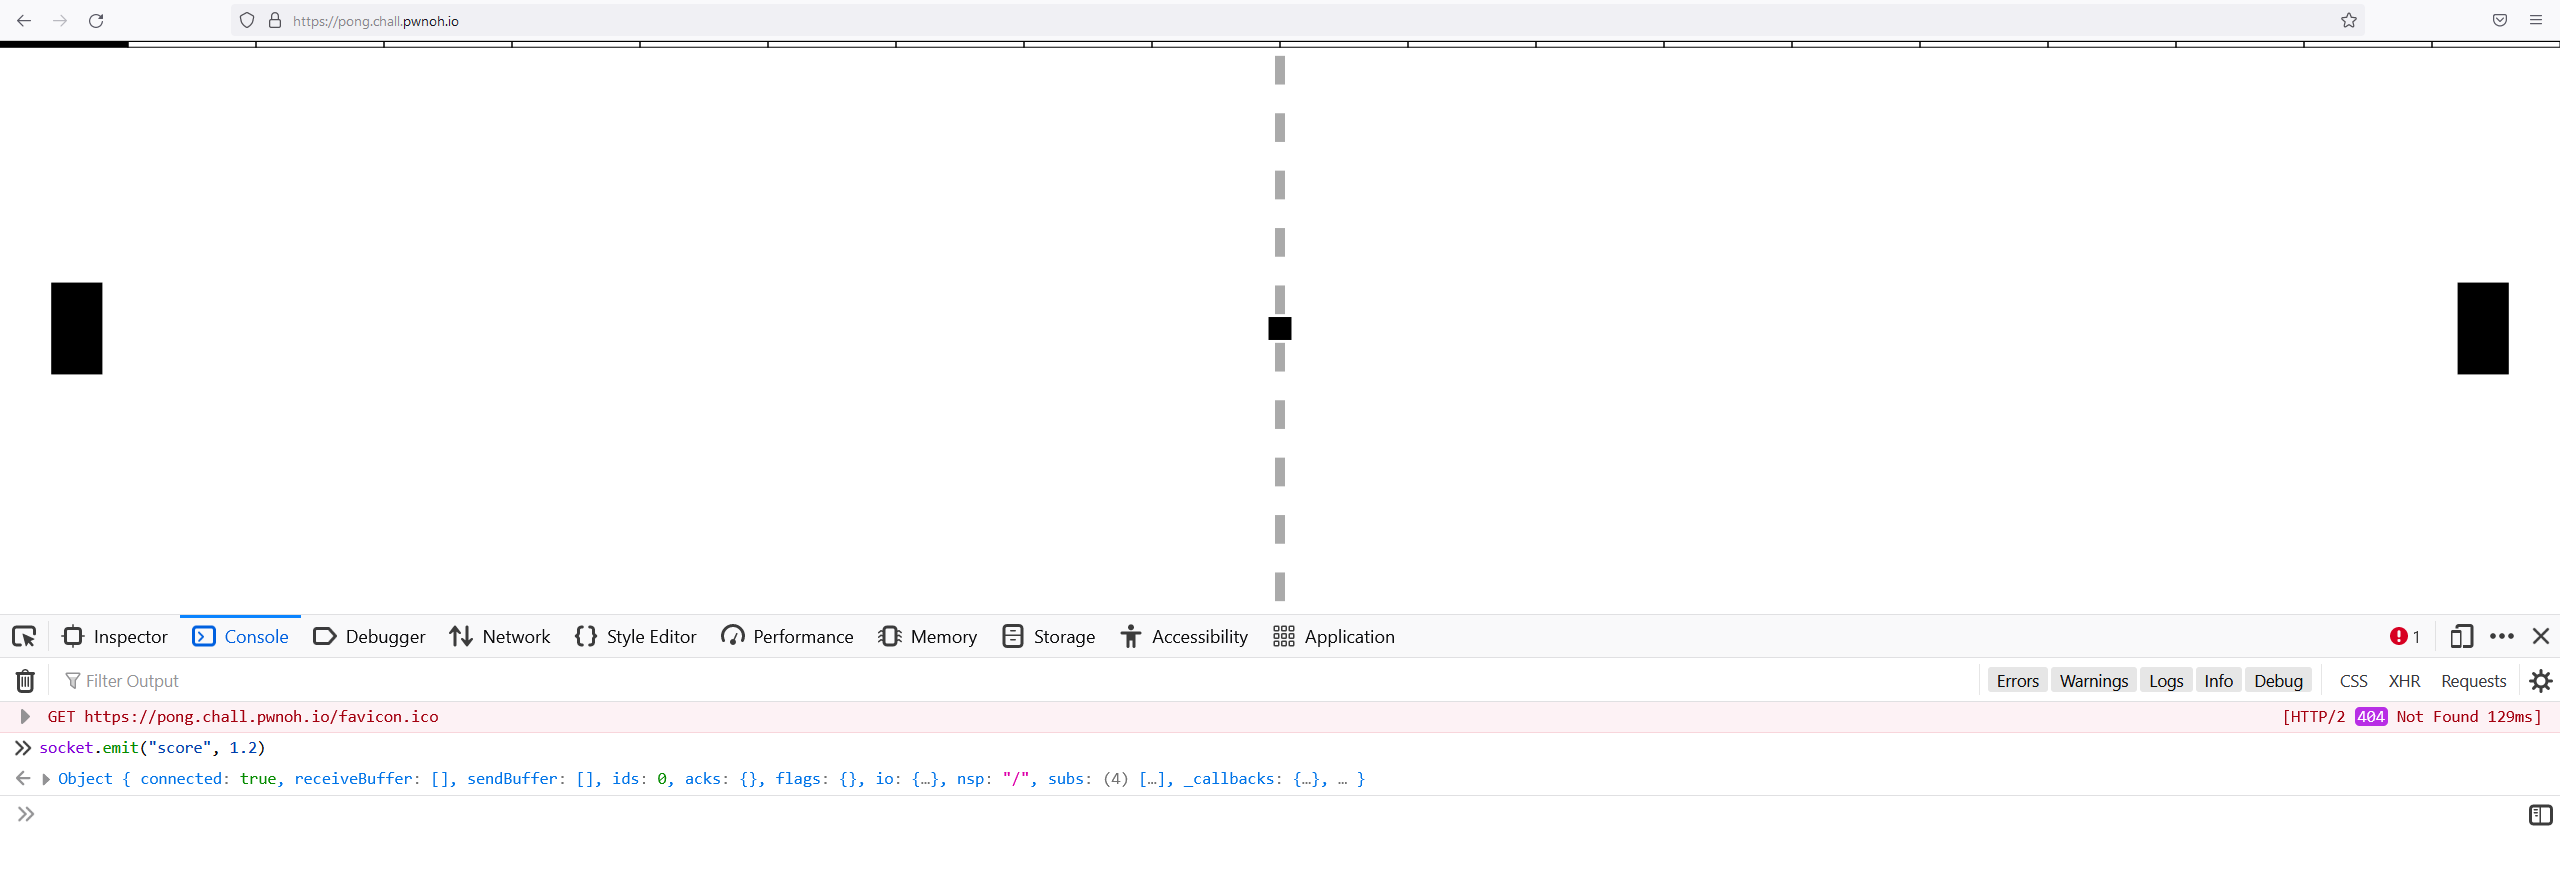 https://pong.chall.pwnoh.io
Inspector Console Debugger Network Style Editor Performance Memory Storage Accessibility Application 1
Filter Output Errors Warnings Logs Info Debug CSS XHR Requests
GET https://pong.chall.pwnoh.io/favicon.ico [HTTP/2 404 Not Found 129ms]
socket.emit("score", 1.2)
Object { connected: true, receiveBuffer: [], sendBuffer: [], ids: 0, acks: {}, flags: {}, io: {…}, nsp: "/", subs: (4) […], _callbacks: {…}, … }